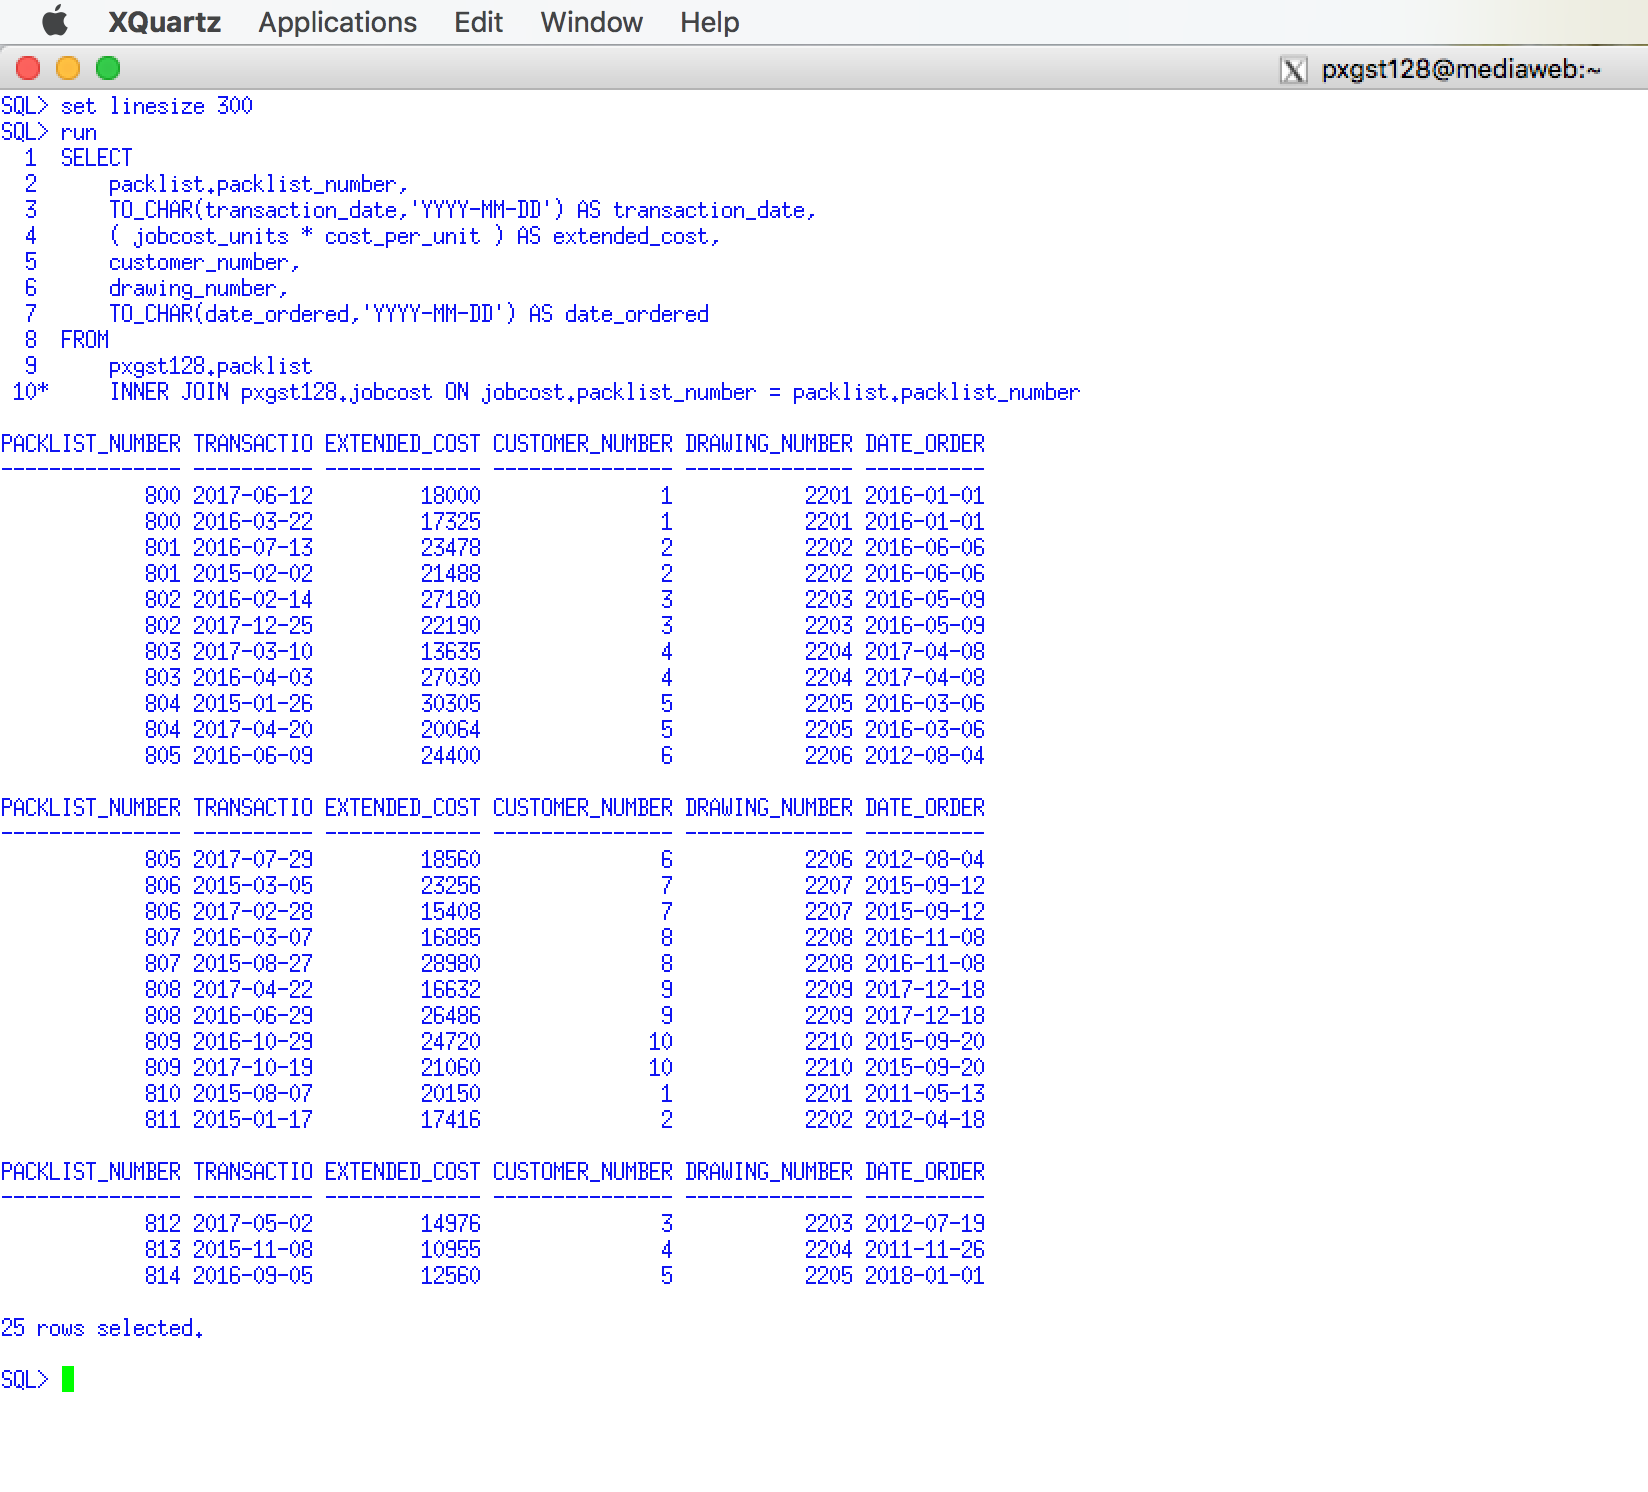 XQuartz Applications Edit Window Help
X pxgst128@mediaweb:~
SQL> set linesize 300
SQL> run
  1  SELECT
  2      packlist.packlist_number,
  3      TO_CHAR(transaction_date,'YYYY-MM-DD') AS transaction_date,
  4      ( jobcost_units * cost_per_unit ) AS extended_cost,
  5      customer_number,
  6      drawing_number,
  7      TO_CHAR(date_ordered,'YYYY-MM-DD') AS date_ordered
  8  FROM
  9      pxgst128.packlist
 10*     INNER JOIN pxgst128.jobcost ON jobcost.packlist_number = packlist.packlist_number
PACKLIST_NUMBER TRANSACTIO EXTENDED_COST CUSTOMER_NUMBER DRAWING_NUMBER DATE_ORDER
--------------- ---------- ------------- --------------- -------------- ----------
            800 2017-06-12         18000               1           2201 2016-01-01
            800 2016-03-22         17325               1           2201 2016-01-01
            801 2016-07-13         23478               2           2202 2016-06-06
            801 2015-02-02         21488               2           2202 2016-06-06
            802 2016-02-14         27180               3           2203 2016-05-09
            802 2017-12-25         22190               3           2203 2016-05-09
            803 2017-03-10         13635               4           2204 2017-04-08
            803 2016-04-03         27030               4           2204 2017-04-08
            804 2015-01-26         30305               5           2205 2016-03-06
            804 2017-04-20         20064               5           2205 2016-03-06
            805 2016-06-09         24400               6           2206 2012-08-04
PACKLIST_NUMBER TRANSACTIO EXTENDED_COST CUSTOMER_NUMBER DRAWING_NUMBER DATE_ORDER
--------------- ---------- ------------- --------------- -------------- ----------
            805 2017-07-29         18560               6           2206 2012-08-04
            806 2015-03-05         23256               7           2207 2015-09-12
            806 2017-02-28         15408               7           2207 2015-09-12
            807 2016-03-07         16885               8           2208 2016-11-08
            807 2015-08-27         28980               8           2208 2016-11-08
            808 2017-04-22         16632               9           2209 2017-12-18
            808 2016-06-29         26486               9           2209 2017-12-18
            809 2016-10-29         24720              10           2210 2015-09-20
            809 2017-10-19         21060              10           2210 2015-09-20
            810 2015-08-07         20150               1           2201 2011-05-13
            811 2015-01-17         17416               2           2202 2012-04-18
PACKLIST_NUMBER TRANSACTIO EXTENDED_COST CUSTOMER_NUMBER DRAWING_NUMBER DATE_ORDER
--------------- ---------- ------------- --------------- -------------- ----------
            812 2017-05-02         14976               3           2203 2012-07-19
            813 2015-11-08         10955               4           2204 2011-11-26
            814 2016-09-05         12560               5           2205 2018-01-01
25 rows selected.
SQL>